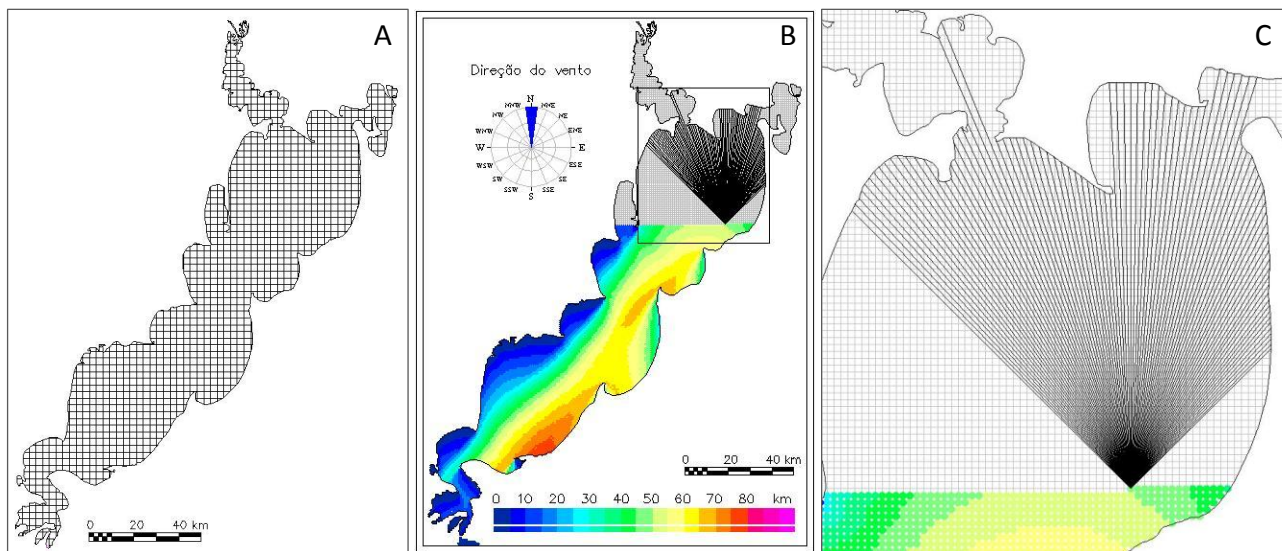 A
0 20 40 km
B
Direção do vento
N
NNW NNE
NW NE
WNW ENE
W E
WSW ESE
SW SE
SSW SSE
S
0 20 40 km
0 10 20 30 40 50 60 70 80 km
C